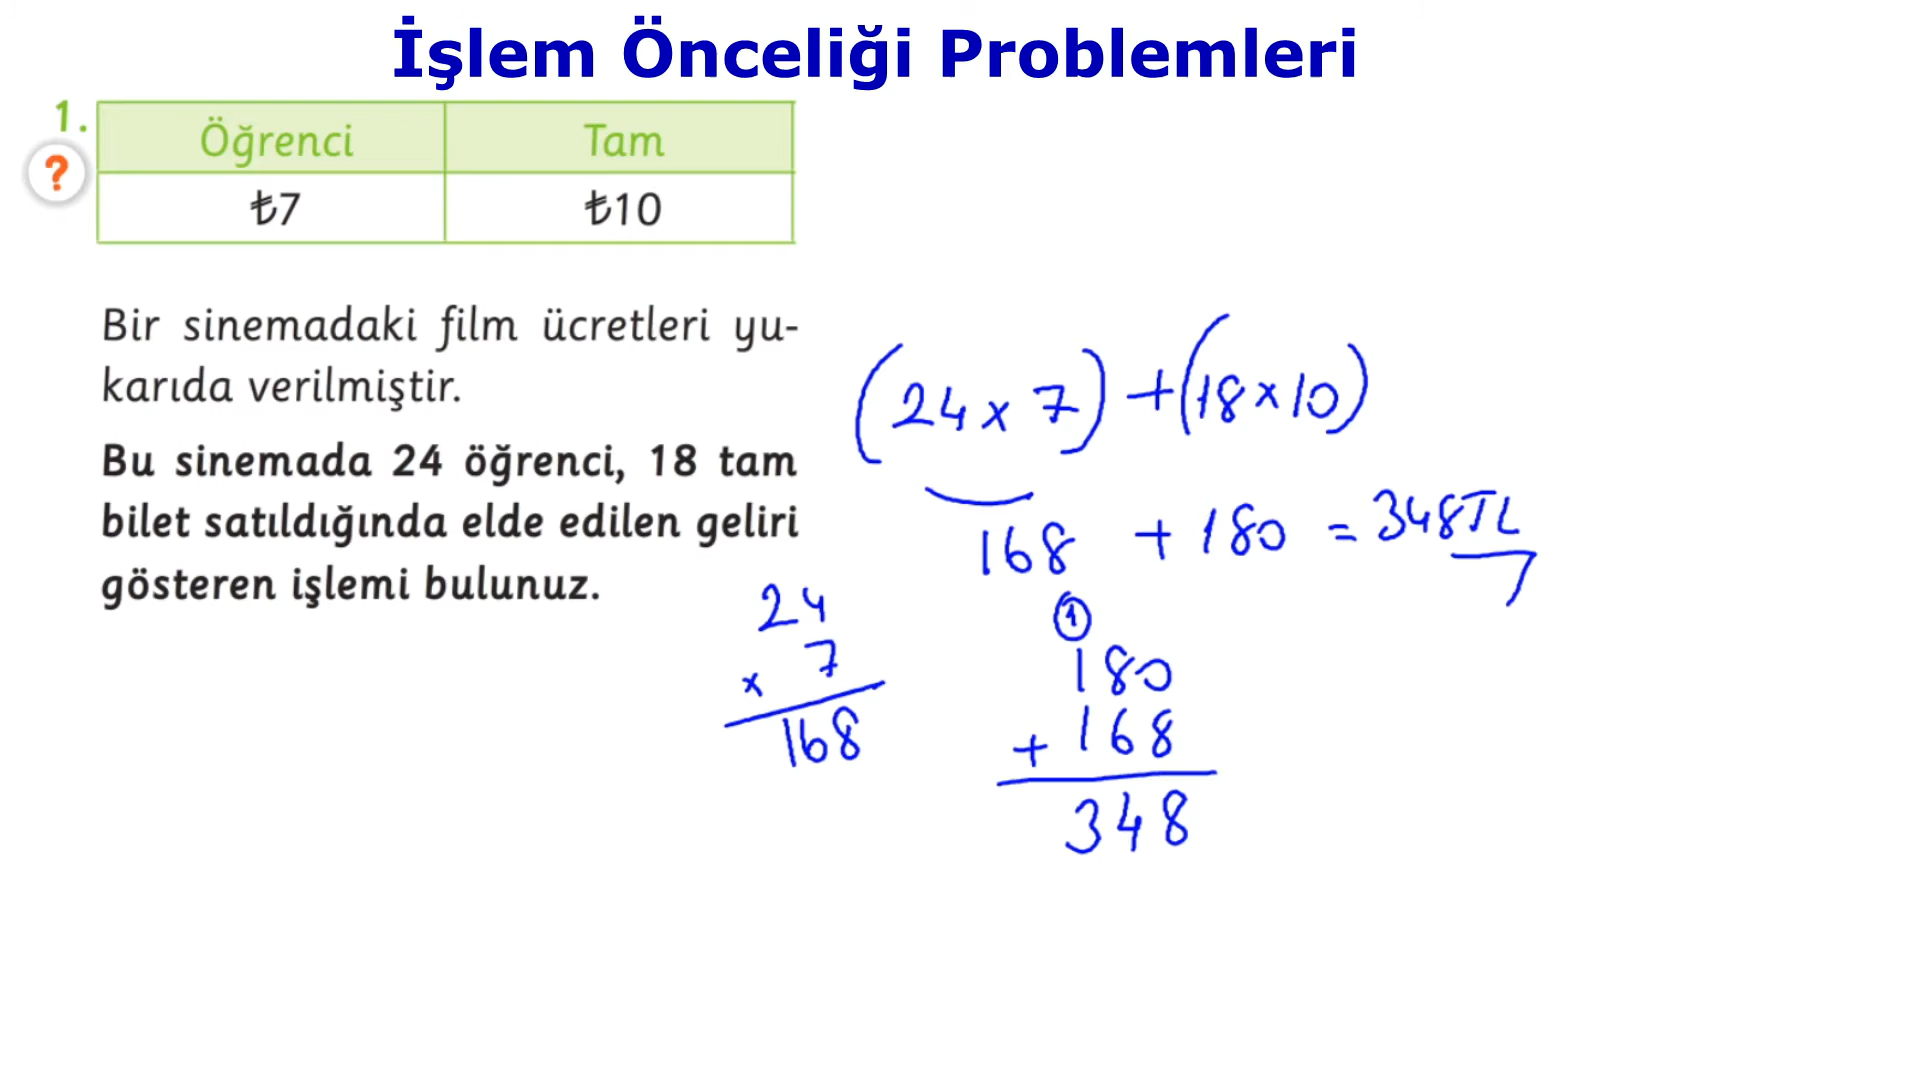 İşlem Önceliği Problemleri
1.
?
Öğrenci Tam
₺7 ₺10
Bir sinemadaki film ücretleri yu-
karıda verilmiştir.
Bu sinemada 24 öğrenci, 18 tam
bilet satıldığında elde edilen geliri
gösteren işlemi bulunuz.
(24 x 7) + (18 x 10)
168 + 180 = 348 TL
24
x 7
168
1
180
+ 168
348